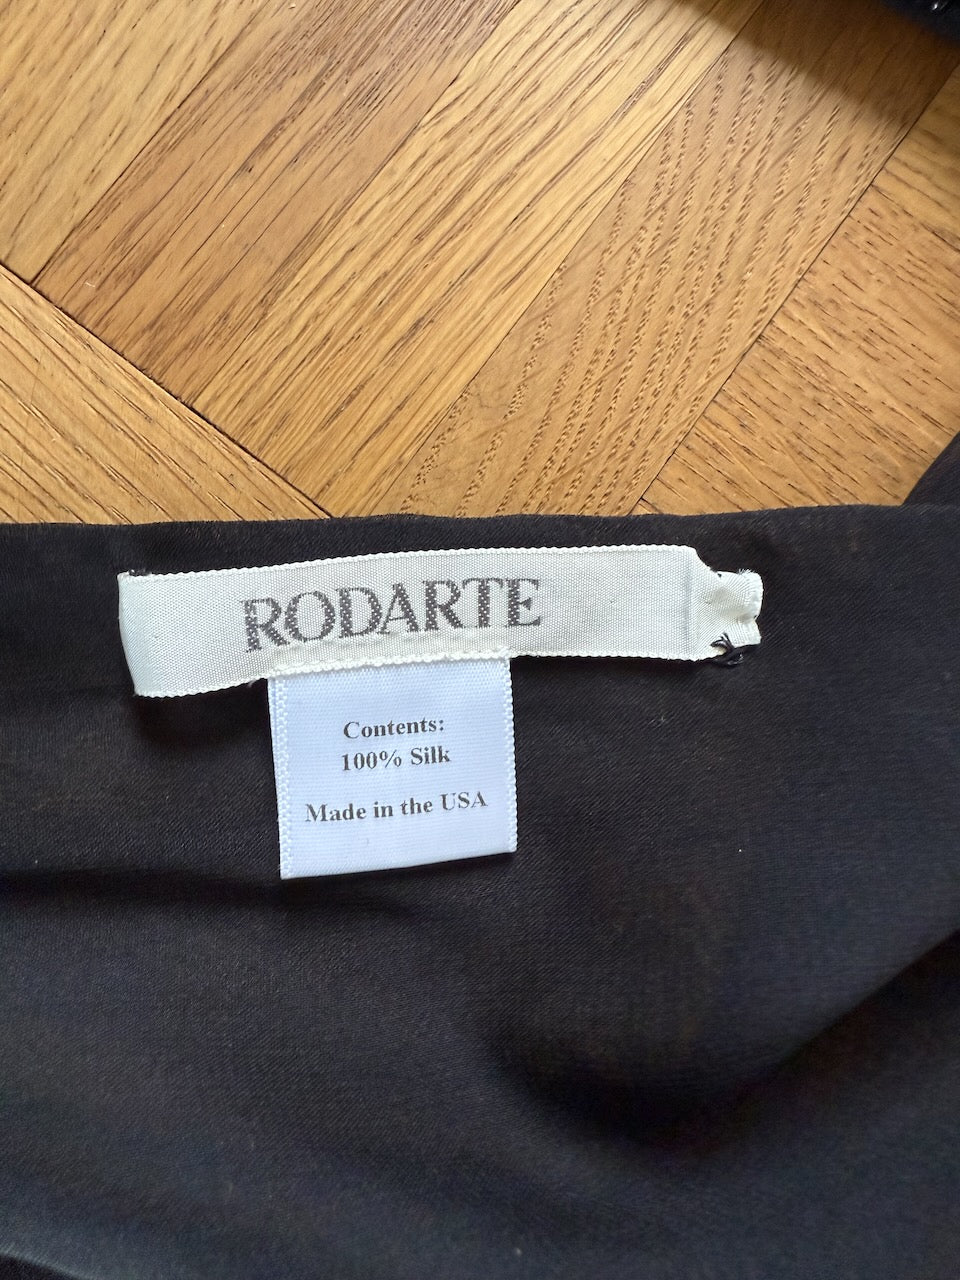 RODARTE
Contents:
100% Silk
Made in the USA